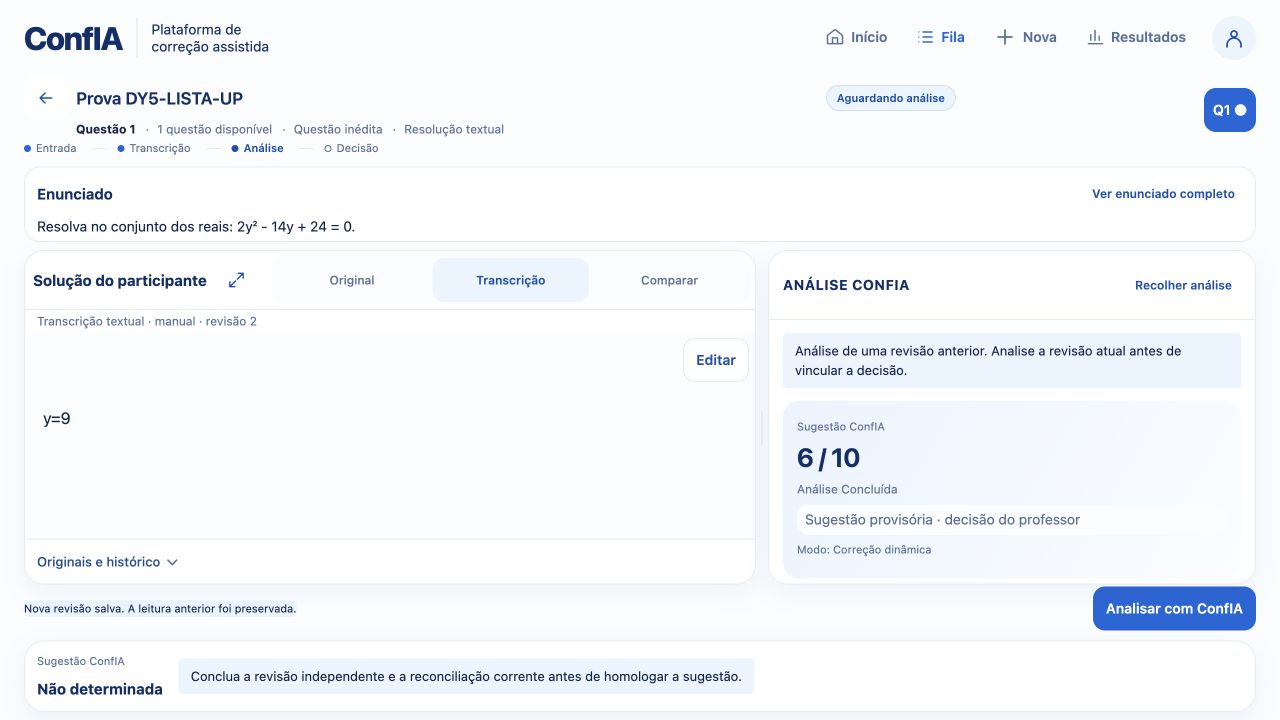 ConfIA
Plataforma de
correção assistida
Início
Fila
Nova
Resultados
Prova DY5-LISTA-UP
Aguardando análise
Q1
Questão 1 · 1 questão disponível · Questão inédita · Resolução textual
Entrada
Transcrição
Análise
Decisão
Enunciado
Ver enunciado completo
Resolva no conjunto dos reais: 2y² - 14y + 24 = 0.
Solução do participante
Original
Transcrição
Comparar
Transcrição textual · manual · revisão 2
Editar
y=9
Originais e histórico
ANÁLISE CONFIA
Recolher análise
Análise de uma revisão anterior. Analise a revisão atual antes de
vincular a decisão.
Sugestão ConfIA
6 / 10
Análise Concluída
Sugestão provisória · decisão do professor
Modo: Correção dinâmica
Nova revisão salva. A leitura anterior foi preservada.
Analisar com ConfIA
Sugestão ConfIA
Não determinada
Conclua a revisão independente e a reconciliação corrente antes de homologar a sugestão.